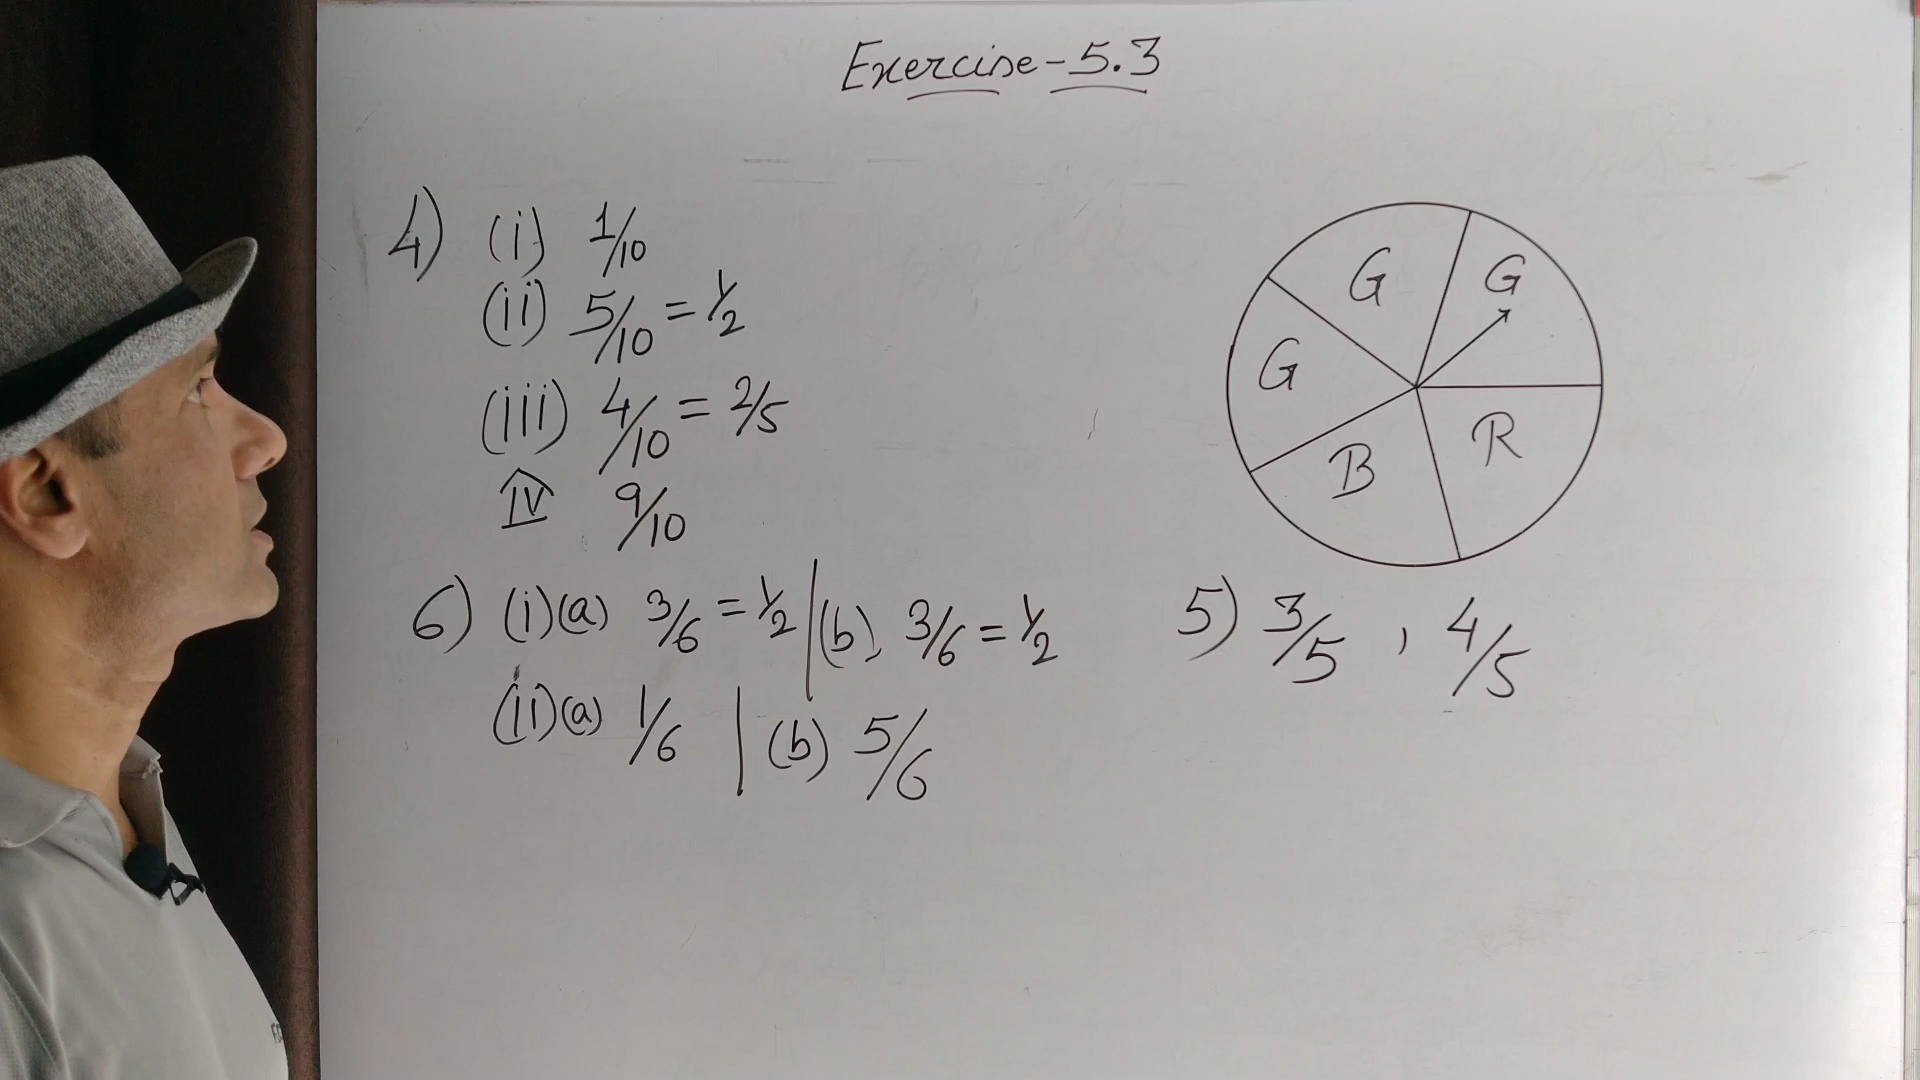 Exercise-5.3
4) (i) 1/10
(ii) 5/10 = 1/2
(iii) 4/10 = 2/5
IV 9/10
G
G
G
B
R
6) (i)(a) 3/6 = 1/2 | (b) 3/6 = 1/2
(ii)(a) 1/6 | (b) 5/6
5) 3/5 , 4/5